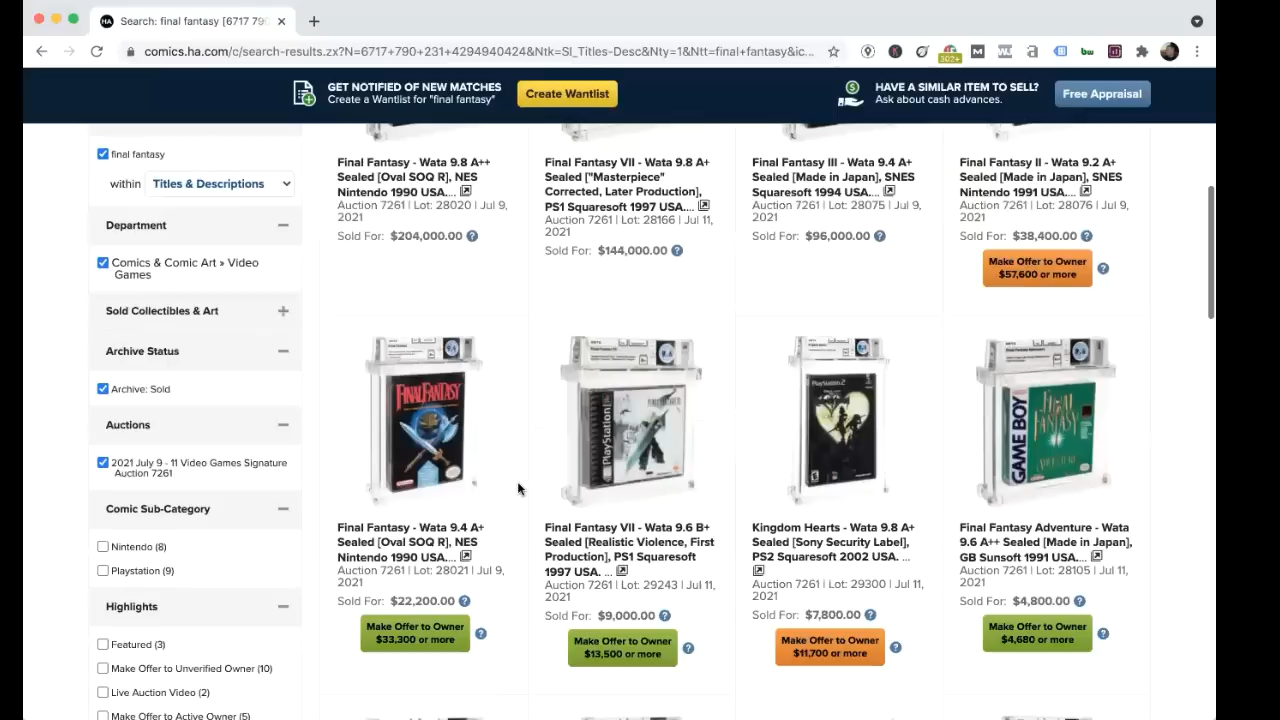 Search: final fantasy [6717 790
comics.ha.com/c/search-results.zx?N=6717+790+231+4294940424&Ntk=SI_Titles-Desc&Nty=1&Ntt=final+fantasy&ic...
GET NOTIFIED OF NEW MATCHES
Create a Wantlist for "final fantasy"
Create Wantlist
HAVE A SIMILAR ITEM TO SELL?
Ask about cash advances.
Free Appraisal
final fantasy
within Titles & Descriptions
Department
Comics & Comic Art » Video
Games
Sold Collectibles & Art
Archive Status
Archive: Sold
Auctions
2021 July 9 - 11 Video Games Signature
Auction 7261
Comic Sub-Category
Nintendo (8)
Playstation (9)
Highlights
Featured (3)
Make Offer to Unverified Owner (10)
Live Auction Video (2)
Make Offer to Active Owner (5)
Final Fantasy - Wata 9.8 A++
Sealed [Oval SOQ R], NES
Nintendo 1990 USA....
Auction 7261 | Lot: 28020 | Jul 9,
2021
Sold For: $204,000.00
Final Fantasy VII - Wata 9.8 A+
Sealed ["Masterpiece"
Corrected, Later Production],
PS1 Squaresoft 1997 USA....
Auction 7261 | Lot: 28166 | Jul 11,
2021
Sold For: $144,000.00
Final Fantasy III - Wata 9.4 A+
Sealed [Made in Japan], SNES
Squaresoft 1994 USA....
Auction 7261 | Lot: 28075 | Jul 9,
2021
Sold For: $96,000.00
Final Fantasy II - Wata 9.2 A+
Sealed [Made in Japan], SNES
Nintendo 1991 USA....
Auction 7261 | Lot: 28076 | Jul 9,
2021
Sold For: $38,400.00
Make Offer to Owner
$57,600 or more
FINAL FANTASY
PlayStation
PlayStation 2
GAME BOY
FINAL
FANTASY
ADVENTURE
Final Fantasy - Wata 9.4 A+
Sealed [Oval SOQ R], NES
Nintendo 1990 USA....
Auction 7261 | Lot: 28021 | Jul 9,
2021
Sold For: $22,200.00
Make Offer to Owner
$33,300 or more
Final Fantasy VII - Wata 9.6 B+
Sealed [Realistic Violence, First
Production], PS1 Squaresoft
1997 USA. ...
Auction 7261 | Lot: 29243 | Jul 11,
2021
Sold For: $9,000.00
Make Offer to Owner
$13,500 or more
Kingdom Hearts - Wata 9.8 A+
Sealed [Sony Security Label],
PS2 Squaresoft 2002 USA. ...
Auction 7261 | Lot: 29300 | Jul 11,
2021
Sold For: $7,800.00
Make Offer to Owner
$11,700 or more
Final Fantasy Adventure - Wata
9.6 A++ Sealed [Made in Japan],
GB Sunsoft 1991 USA....
Auction 7261 | Lot: 28105 | Jul 11,
2021
Sold For: $4,800.00
Make Offer to Owner
$4,680 or more